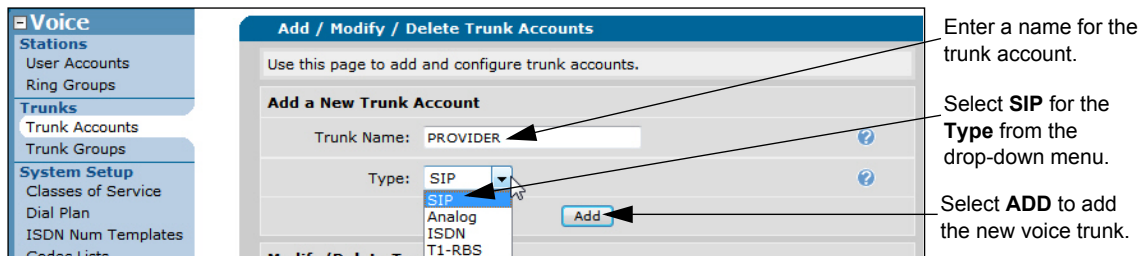 Voice
Stations
User Accounts
Ring Groups
Trunks
Trunk Accounts
Trunk Groups
System Setup
Classes of Service
Dial Plan
ISDN Num Templates
Codec Lists
Add / Modify / Delete Trunk Accounts
Use this page to add and configure trunk accounts.
Add a New Trunk Account
Trunk Name: PROVIDER
?
Type: SIP
?
SIP
Analog
ISDN
T1-RBS
Add
Enter a name for the
trunk account.
Select SIP for the
Type from the
drop-down menu.
Select ADD to add
the new voice trunk.